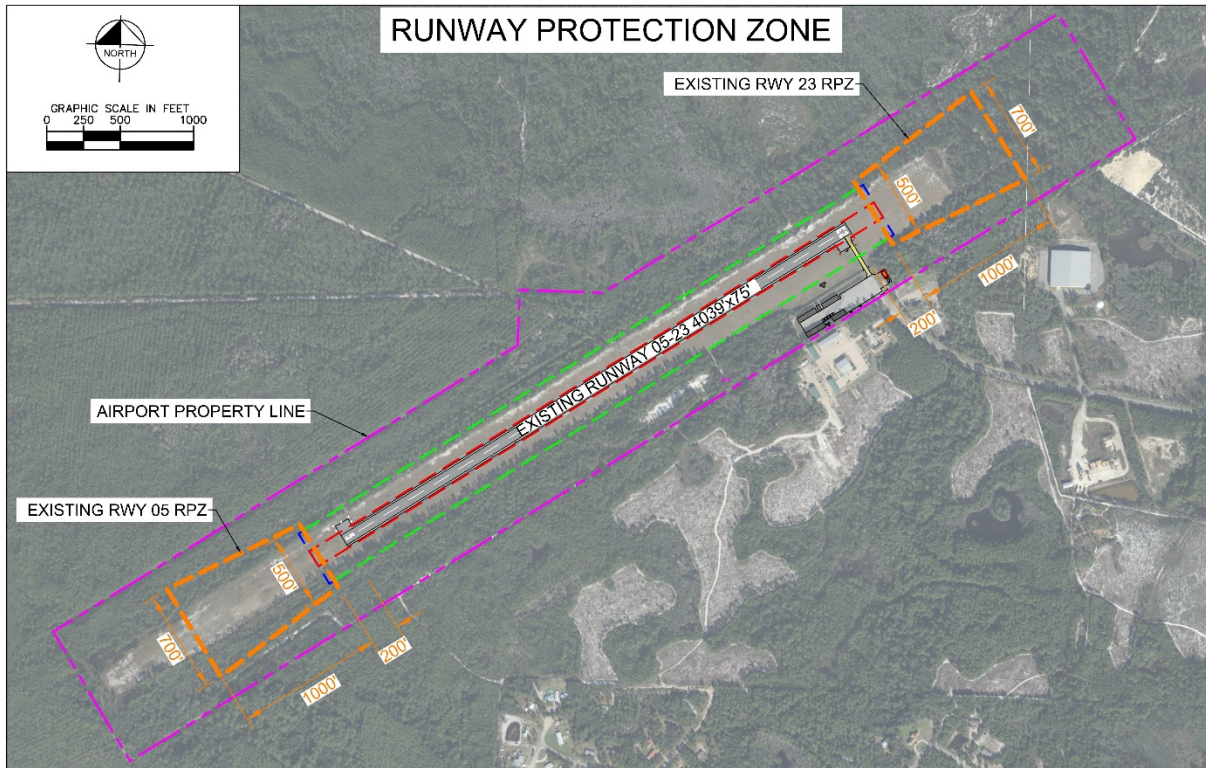 RUNWAY PROTECTION ZONE
NORTH
GRAPHIC SCALE IN FEET
0 250 500 1000
EXISTING RWY 23 RPZ
700'
500'
1000'
200'
EXISTING RUNWAY 05-23 4039'x75'
AIRPORT PROPERTY LINE
EXISTING RWY 05 RPZ
500'
700'
200'
1000'